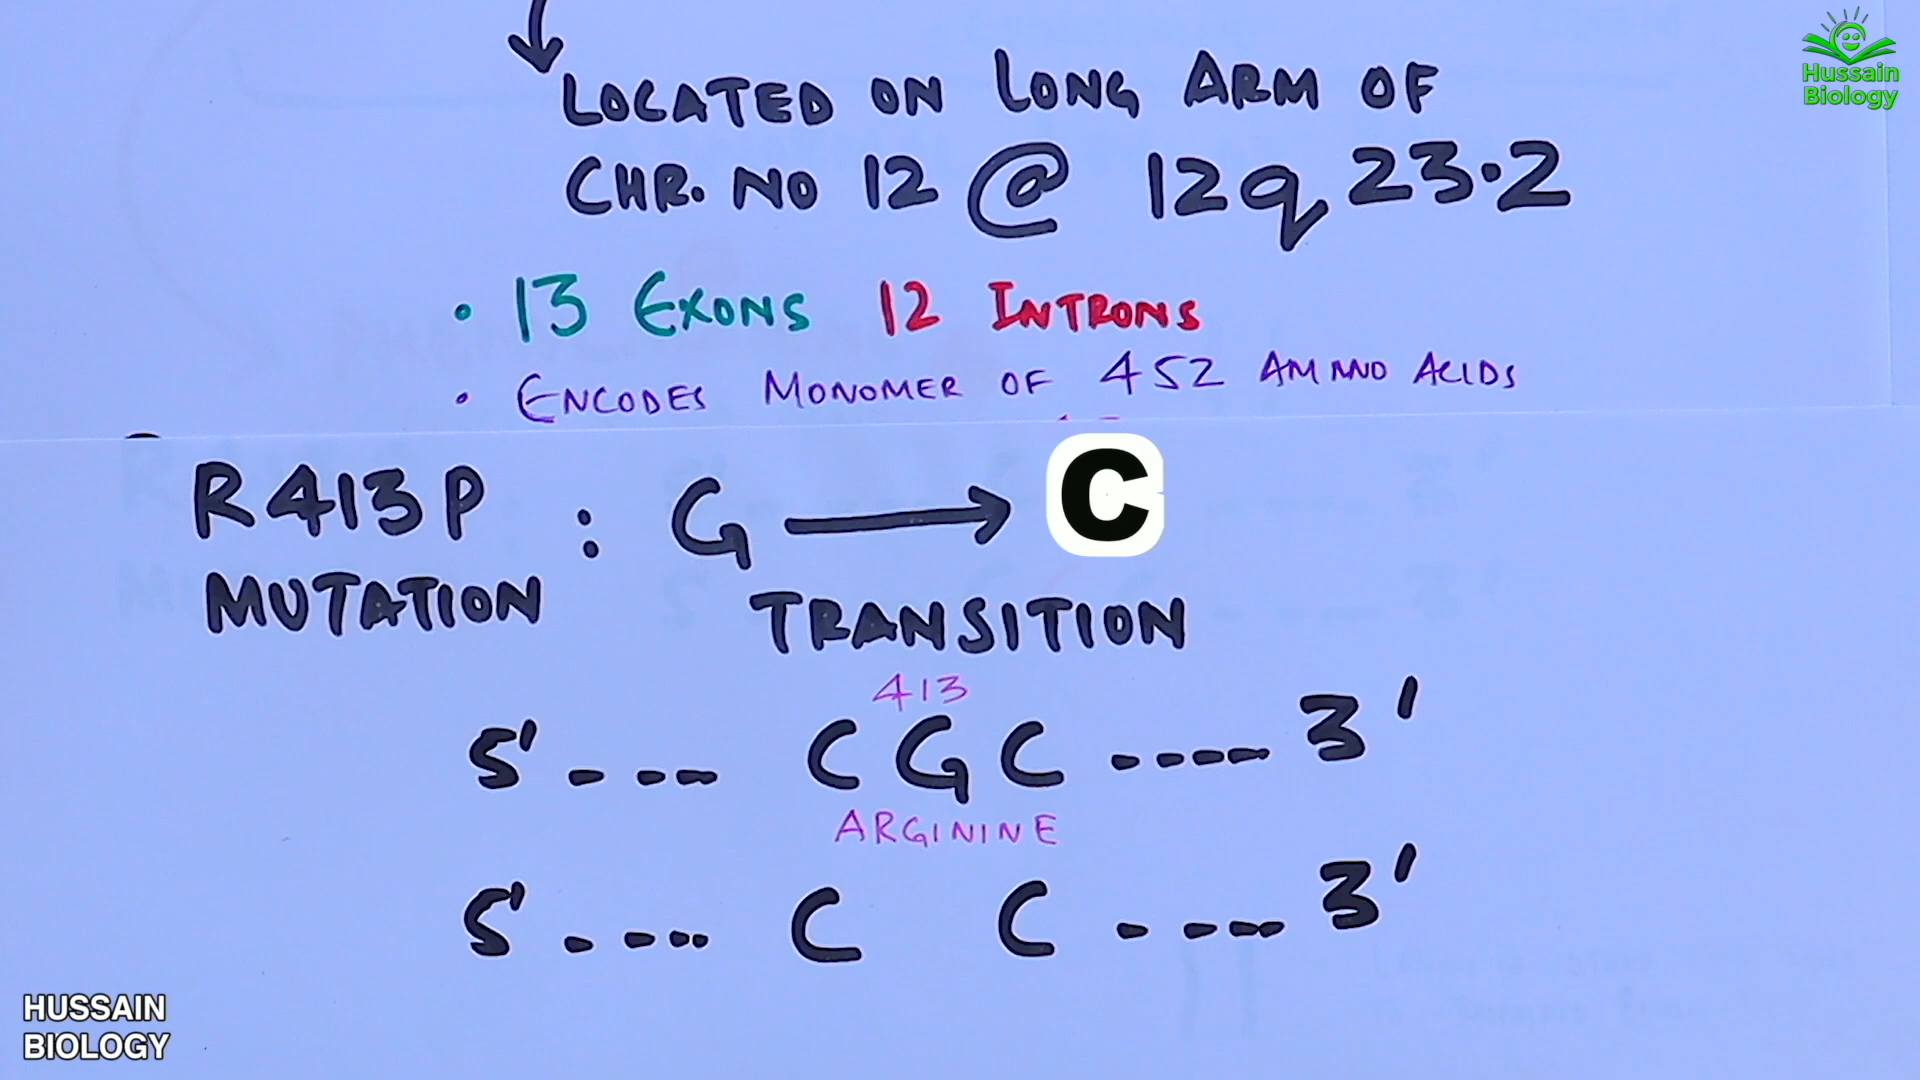 Hussain
Biology
LOCATED ON LONG ARM OF
CHR. NO 12 @ 12q 23.2
• 13 EXONS 12 INTRONS
• ENCODES MONOMER OF 452 AMINO ACIDS
R413P : G → C
MUTATION TRANSITION
413
5' --- CGC ---- 3'
ARGININE
5' ---- C C ---- 3'
HUSSAIN
BIOLOGY